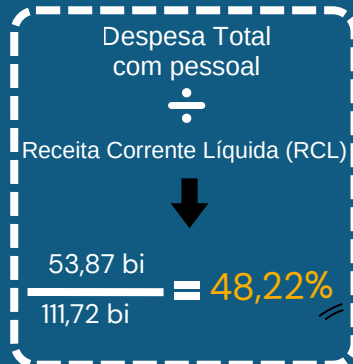 Despesa Total
com pessoal
÷
Receita Corrente Líquida (RCL)
53,87 bi
111,72 bi
= 48,22%